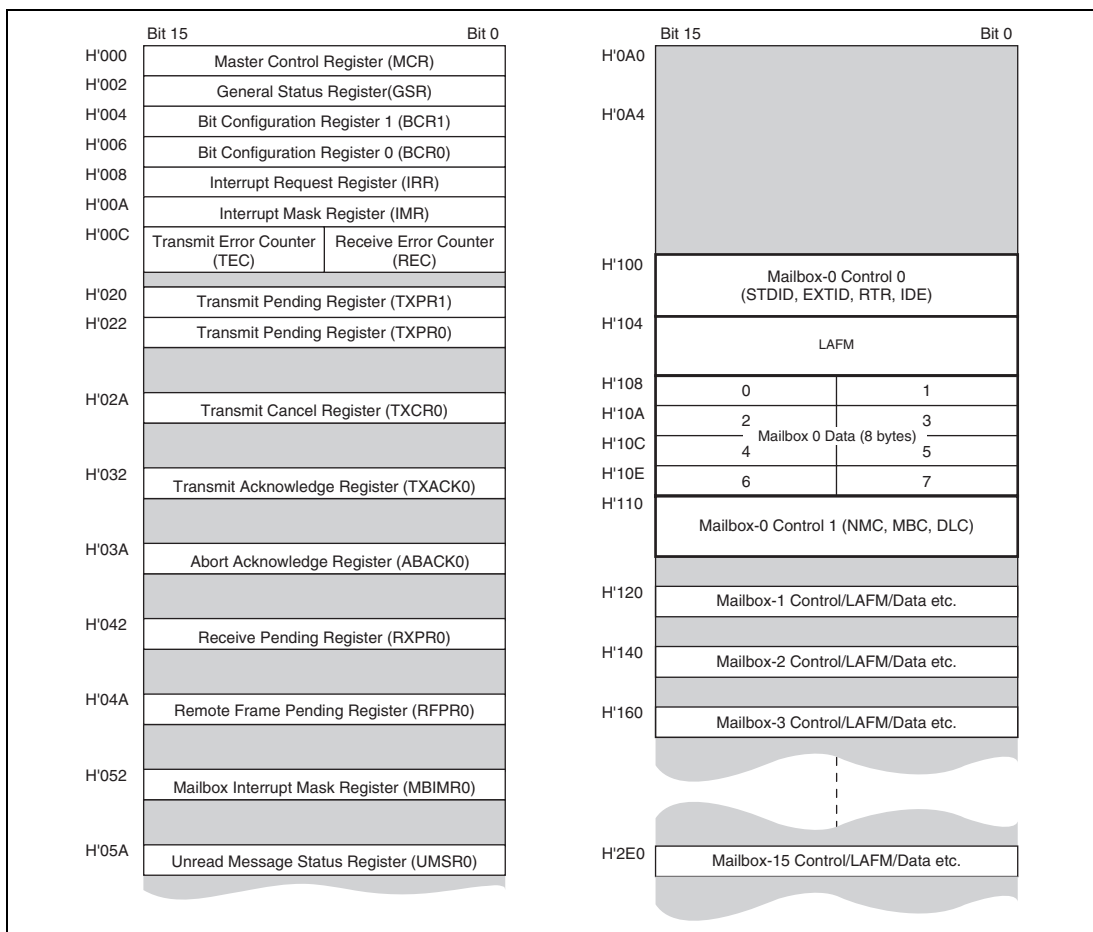 Bit 15 Bit 0
H'000 Master Control Register (MCR)
H'002 General Status Register(GSR)
H'004 Bit Configuration Register 1 (BCR1)
H'006 Bit Configuration Register 0 (BCR0)
H'008 Interrupt Request Register (IRR)
H'00A Interrupt Mask Register (IMR)
H'00C Transmit Error Counter (TEC) Receive Error Counter (REC)
H'020 Transmit Pending Register (TXPR1)
H'022 Transmit Pending Register (TXPR0)
H'02A Transmit Cancel Register (TXCR0)
H'032 Transmit Acknowledge Register (TXACK0)
H'03A Abort Acknowledge Register (ABACK0)
H'042 Receive Pending Register (RXPR0)
H'04A Remote Frame Pending Register (RFPR0)
H'052 Mailbox Interrupt Mask Register (MBIMR0)
H'05A Unread Message Status Register (UMSR0)
Bit 15 Bit 0
H'0A0
H'0A4
H'100 Mailbox-0 Control 0
(STDID, EXTID, RTR, IDE)
H'104 LAFM
H'108 0 1
H'10A 2 3
Mailbox 0 Data (8 bytes)
H'10C 4 5
H'10E 6 7
H'110 Mailbox-0 Control 1 (NMC, MBC, DLC)
H'120 Mailbox-1 Control/LAFM/Data etc.
H'140 Mailbox-2 Control/LAFM/Data etc.
H'160 Mailbox-3 Control/LAFM/Data etc.
H'2E0 Mailbox-15 Control/LAFM/Data etc.